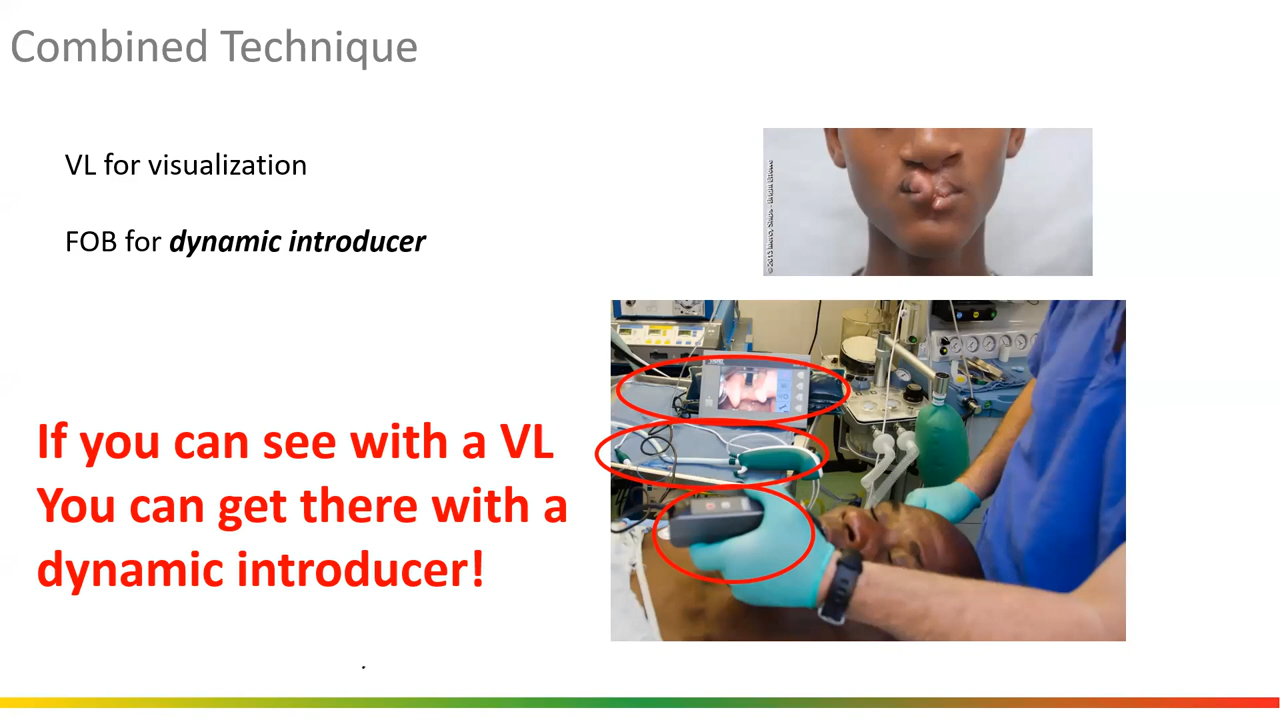 Combined Technique
VL for visualization
FOB for dynamic introducer
If you can see with a VL
You can get there with a
dynamic introducer!
.